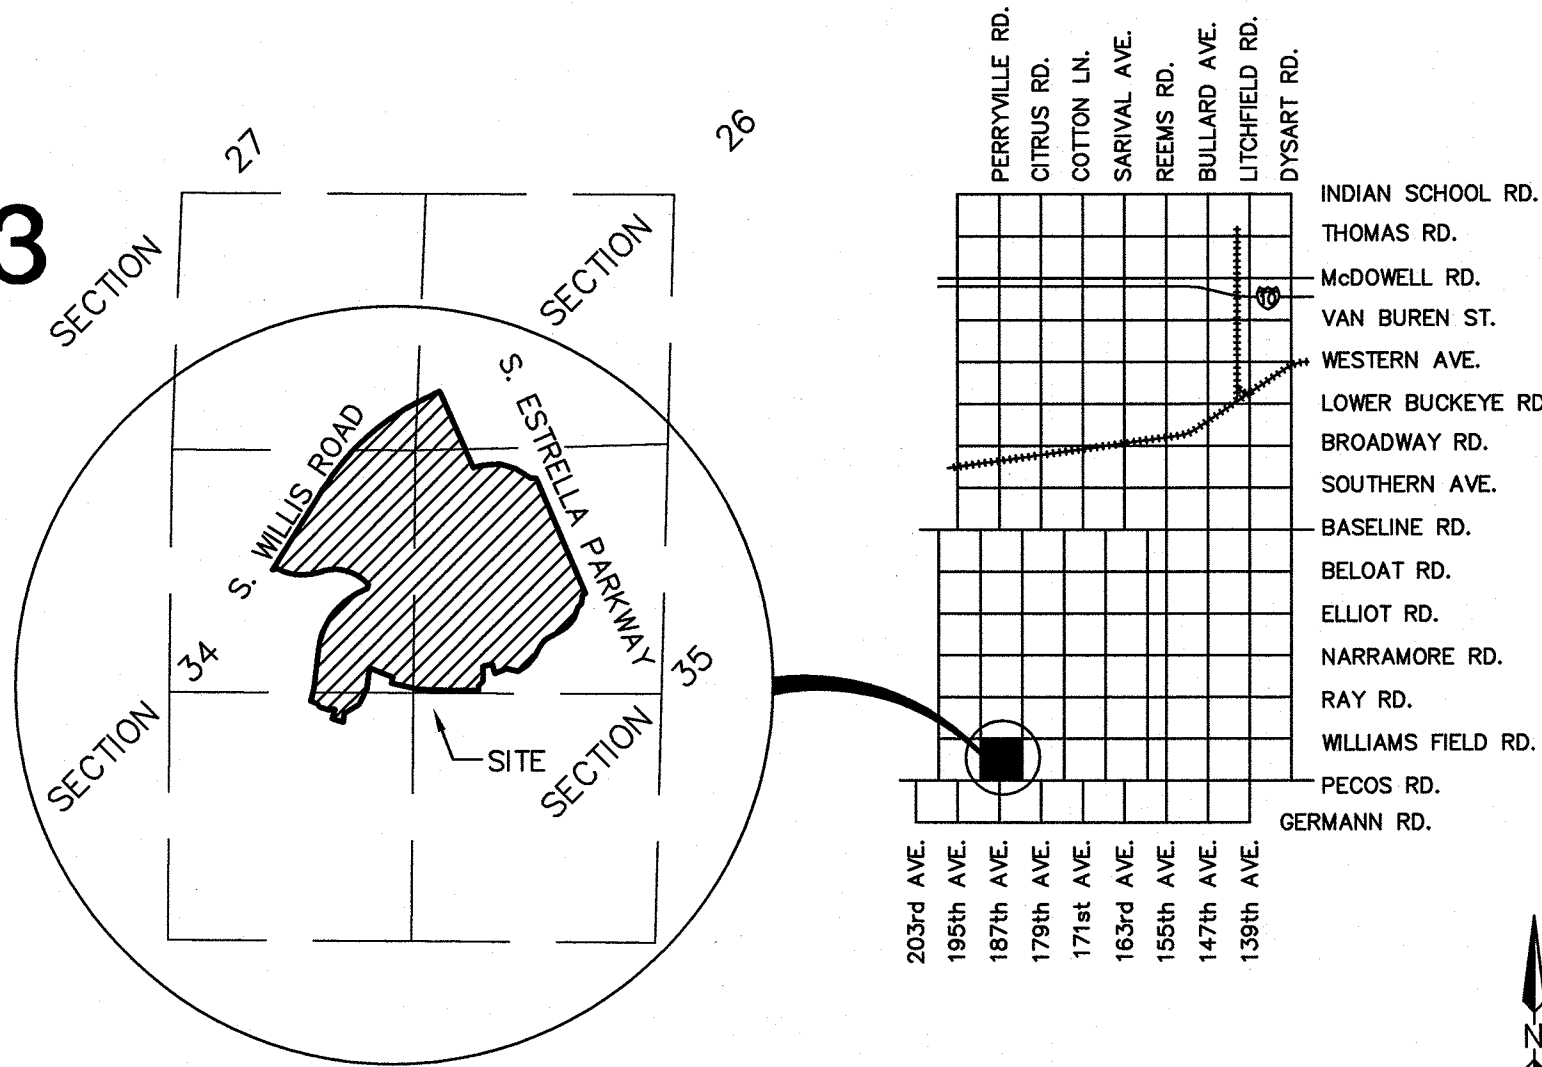 3
SECTION 27
SECTION 26
S. WILLIS ROAD
S. ESTRELLA PARKWAY
SECTION 34
SECTION 35
SITE
PERRYVILLE RD.
CITRUS RD.
COTTON LN.
SARIVAL AVE.
REEMS RD.
BULLARD AVE.
LITCHFIELD RD.
DYSART RD.
INDIAN SCHOOL RD.
THOMAS RD.
McDOWELL RD.
10
VAN BUREN ST.
WESTERN AVE.
LOWER BUCKEYE RD
BROADWAY RD.
SOUTHERN AVE.
BASELINE RD.
BELOAT RD.
ELLIOT RD.
NARRAMORE RD.
RAY RD.
WILLIAMS FIELD RD.
PECOS RD.
GERMANN RD.
203rd AVE.
195th AVE.
187th AVE.
179th AVE.
171st AVE.
163rd AVE.
155th AVE.
147th AVE.
139th AVE.
N